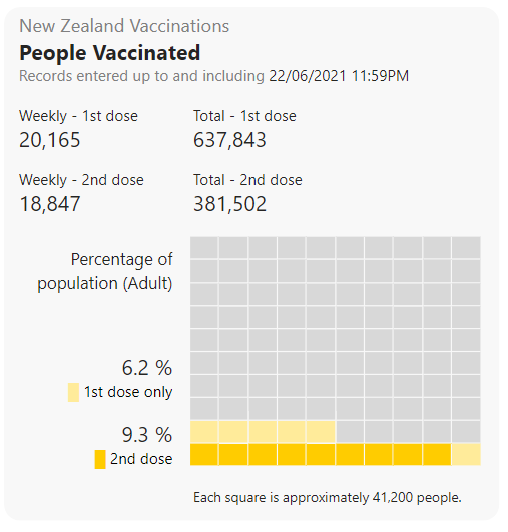 New Zealand Vaccinations
People Vaccinated
Records entered up to and including 22/06/2021 11:59PM
Weekly - 1st dose
Total - 1st dose
20,165
637,843
Weekly - 2nd dose
Total - 2nd dose
18,847
381,502
Percentage of
population (Adult)
6.2 %
1st dose only
9.3 %
2nd dose
Each square is approximately 41,200 people.